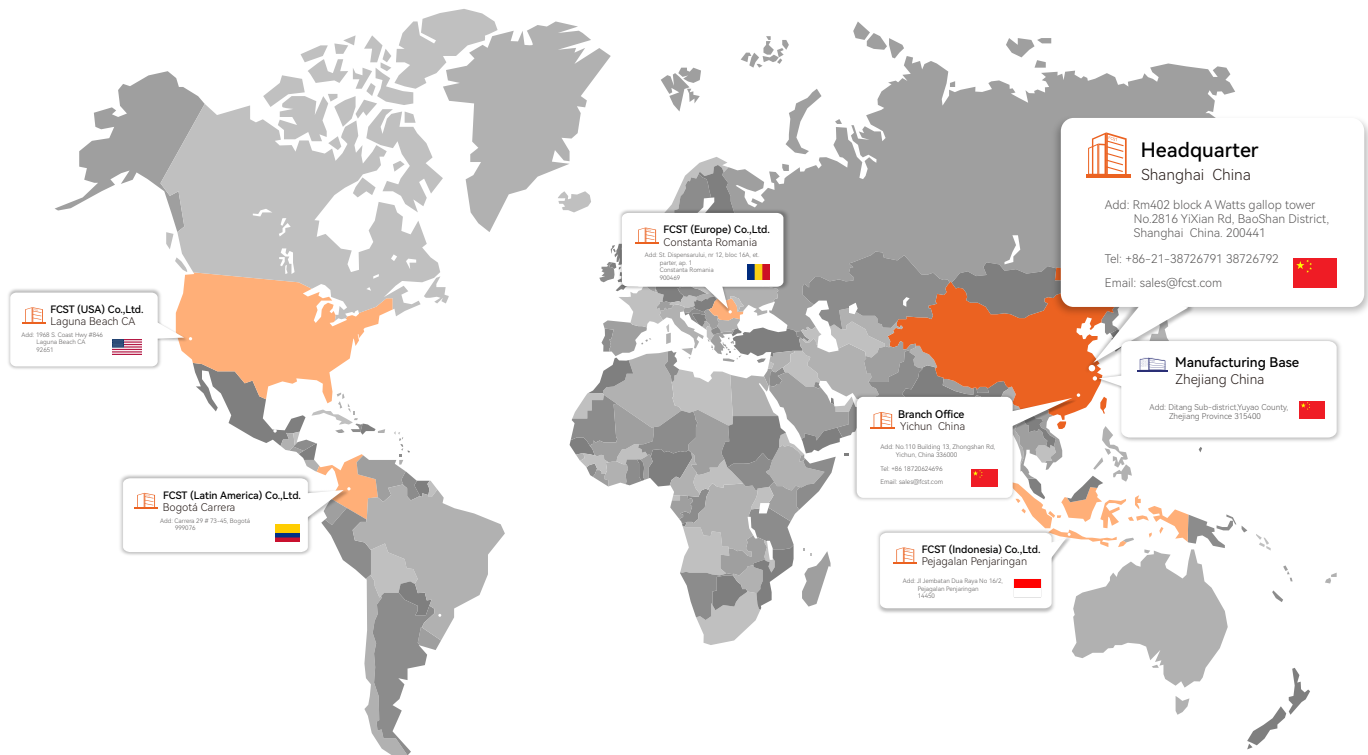 Headquarter
Shanghai China
Add: Rm402 block A Watts gallop tower
No.2816 YiXian Rd, BaoShan District,
Shanghai China. 200441
Tel: +86-21-38726791 38726792
Email: sales@fcst.com
FCST (Europe) Co.,Ltd.
Constanta Romania
Add: St. Dispensarului, nr 12, bloc 16A, et.
parter, ap. 1
Constanta Romania
900469
FCST (USA) Co.,Ltd.
Laguna Beach CA
Add: 1968 S. Coast Hwy #846
Laguna Beach CA
92651
Manufacturing Base
Zhejiang China
Add: Ditang Sub-district,Yuyao County,
Zhejiang Province 315400
Branch Office
Yichun China
Add: No.110 Building 13, Zhongshan Rd,
Yichun, China 336000
Tel: +86 18720624696
Email: sales@fcst.com
FCST (Latin America) Co.,Ltd.
Bogotá Carrera
Add: Carrera 29 # 73-45, Bogotá
999076
FCST (Indonesia) Co.,Ltd.
Pejagalan Penjaringan
Add: Jl Jembatan Dua Raya No 16/2,
Pejagalan Penjaringan
14450